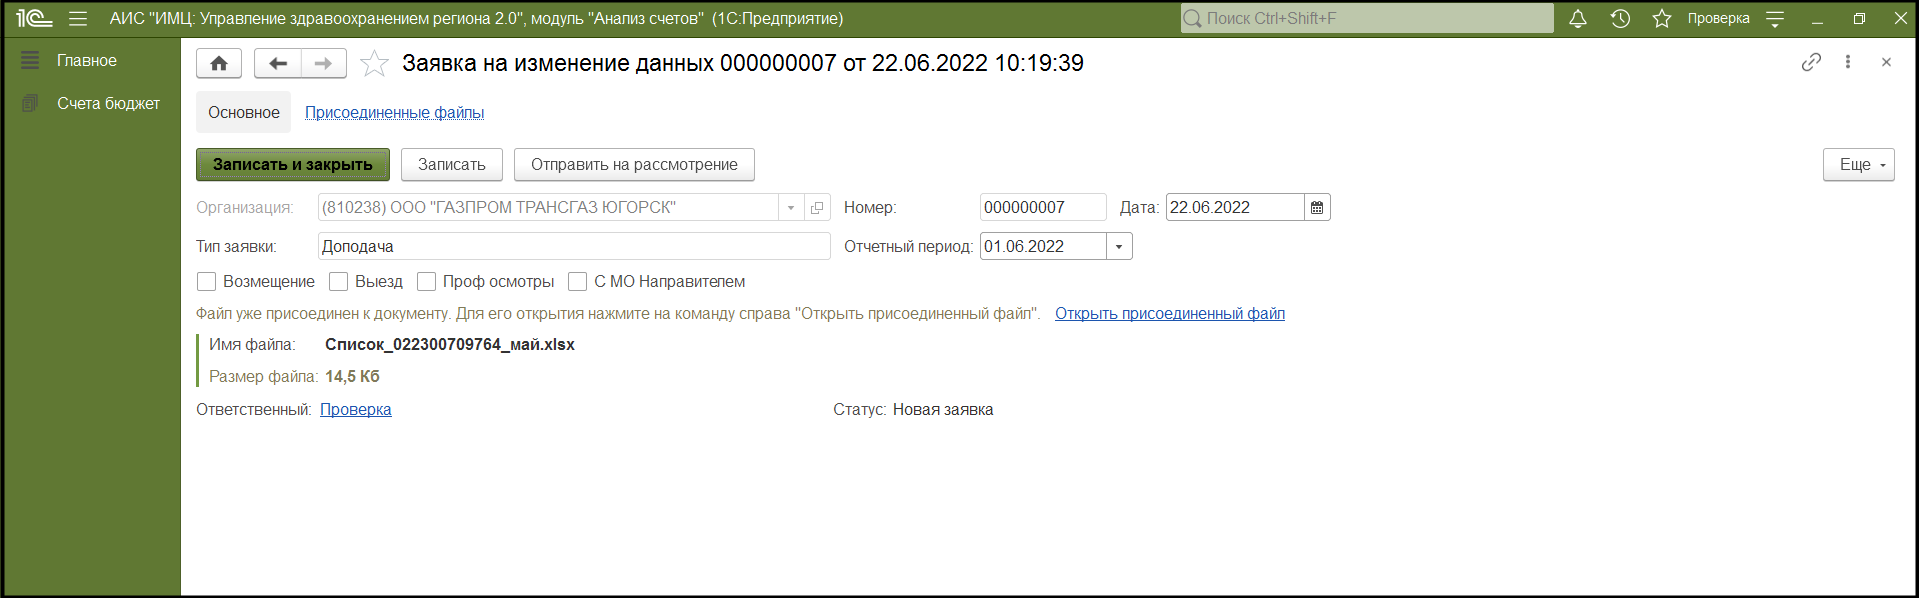 АИС "ИМЦ: Управление здравоохранением региона 2.0", модуль "Анализ счетов" (1С:Предприятие)
Поиск Ctrl+Shift+F
Проверка
Главное
Счета бюджет
Заявка на изменение данных 000000007 от 22.06.2022 10:19:39
Основное Присоединенные файлы
Записать и закрыть Записать Отправить на рассмотрение Еще
Организация: (810238) ООО "ГАЗПРОМ ТРАНСГАЗ ЮГОРСК" Номер: 000000007 Дата: 22.06.2022
Тип заявки: Доподача Отчетный период: 01.06.2022
Возмещение Выезд Проф осмотры С МО Направителем
Файл уже присоединен к документу. Для его открытия нажмите на команду справа "Открыть присоединенный файл". Открыть присоединенный файл
Имя файла: Список_022300709764_май.xlsx
Размер файла: 14,5 Кб
Ответственный: Проверка Статус: Новая заявка